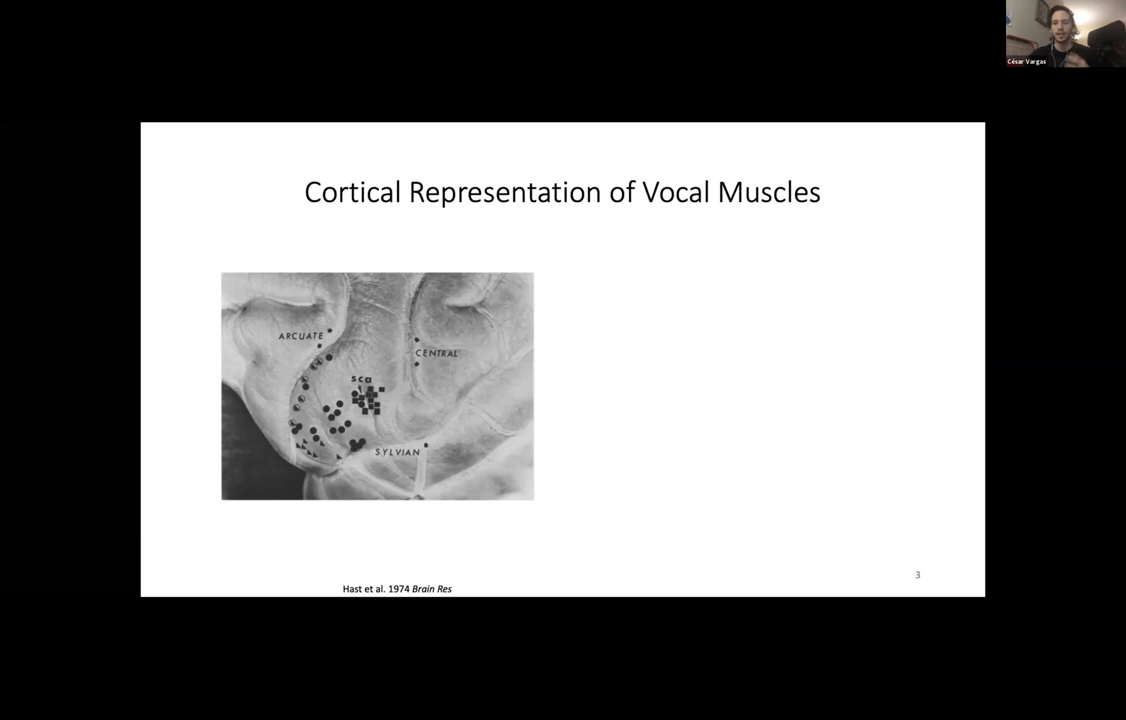 César Vargas
Cortical Representation of Vocal Muscles
ARCUATE
CENTRAL
sca
SYLVIAN
3
Hast et al. 1974 Brain Res